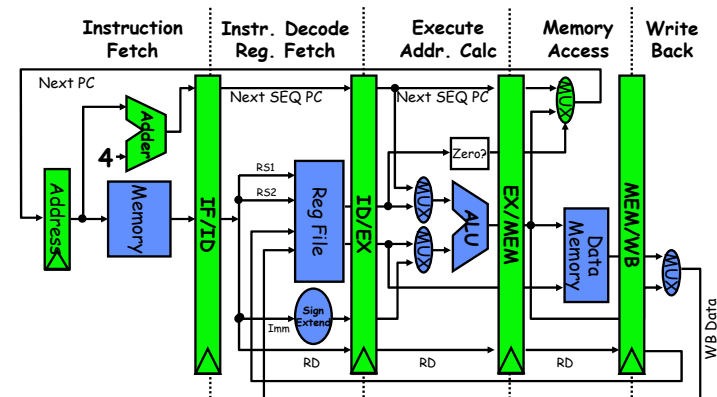 Instruction
Fetch
Instr. Decode
Reg. Fetch
Execute
Addr. Calc
Memory
Access
Write
Back
Next PC
Next SEQ PC
Next SEQ PC
MUX
Adder
4
Zero?
RS1
RS2
Address
Memory
IF/ID
Reg File
ID/EX
MUX
MUX
ALU
EX/MEM
Data
Memory
MEM/WB
MUX
Sign
Extend
Imm
RD
RD
RD
WB Data